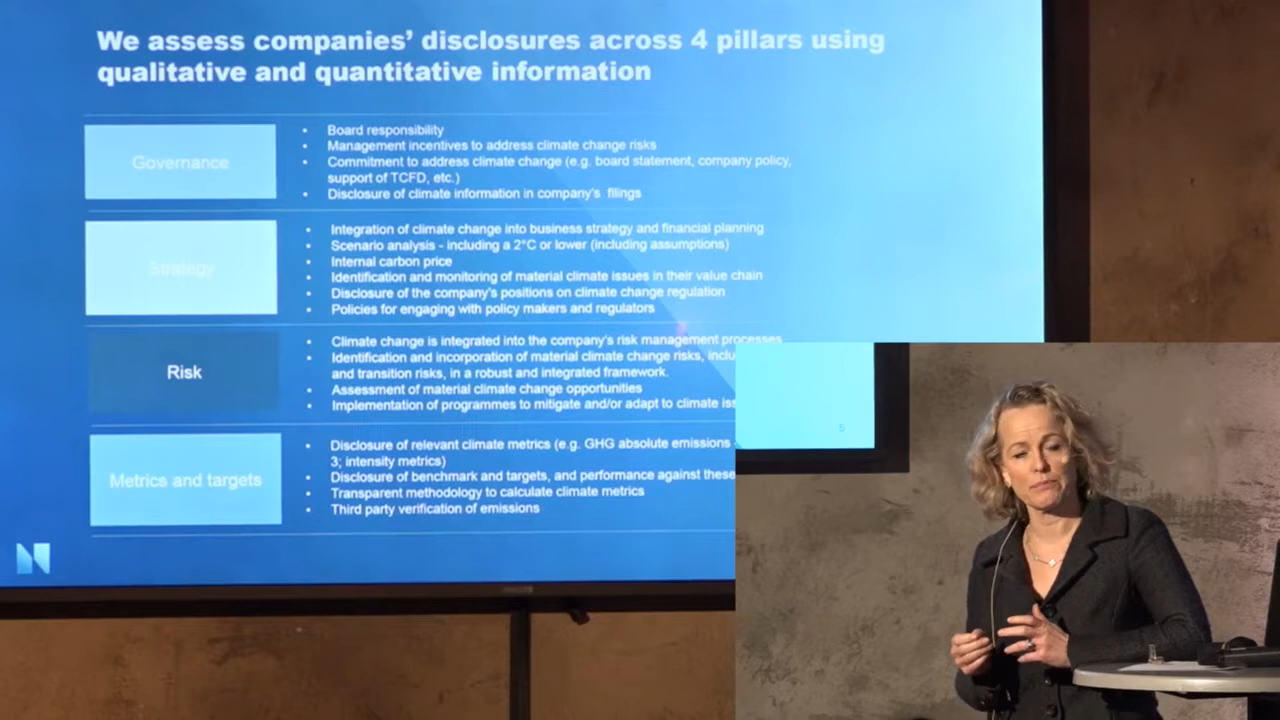 We assess companies' disclosures across 4 pillars using
qualitative and quantitative information
Governance
• Board responsibility
• Management incentives to address climate change risks
• Commitment to address climate change (e.g. board statement, company policy,
support of TCFD, etc.)
• Disclosure of climate information in company's filings
Strategy
• Integration of climate change into business strategy and financial planning
• Scenario analysis - including a 2°C or lower (including assumptions)
• Internal carbon price
• Identification and monitoring of material climate issues in their value chain
• Disclosure of the company's positions on climate change regulation
• Policies for engaging with policy makers and regulators
Risk
• Climate change is integrated into the company's risk management processes
• Identification and incorporation of material climate change risks,
and transition risks, in a robust and integrated framework.
• Assessment of material climate change opportunities
• Implementation of programmes to mitigate and/or adapt to climate
Metrics and targets
• Disclosure of relevant climate metrics (e.g. GHG absolute emissions
3; intensity metrics)
• Disclosure of benchmark and targets, and performance against these
• Transparent methodology to calculate climate metrics
• Third party verification of emissions
N
5